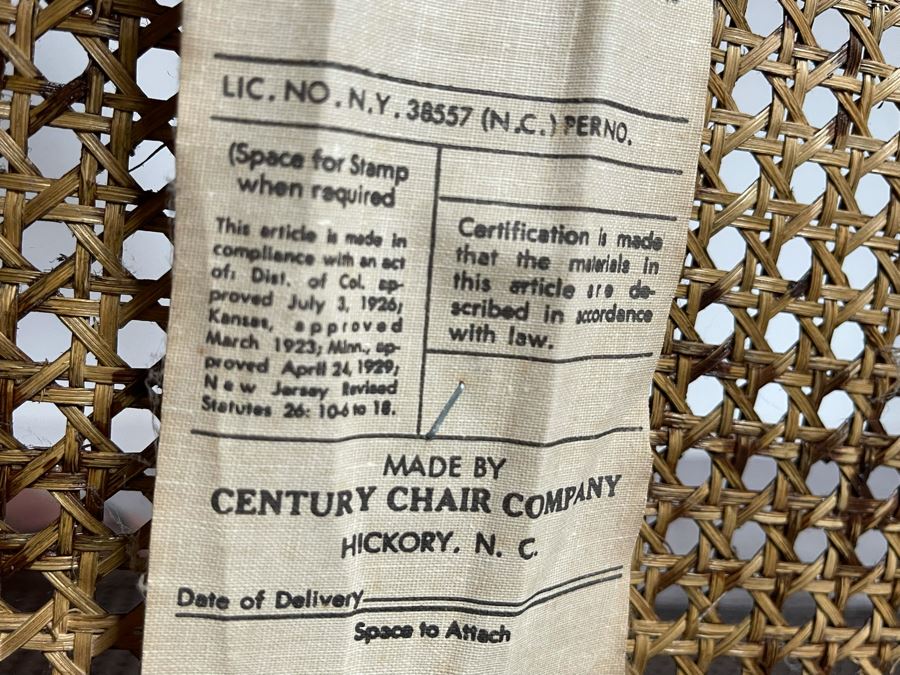 LIC. NO. N.Y. 38557 (N.C.) PERNO.
(Space for Stamp
when required
This article is made in
compliance with an act
of: Dist. of Col. ap-
proved July 3, 1926;
Kansas, approved
March 1923; Minn., ap-
proved April 24, 1929;
New Jersey Revised
Statutes 26: 10-6 to 18.
Certification is made
that the materials in
this article are de-
scribed in accordance
with law.
MADE BY
CENTURY CHAIR COMPANY
HICKORY, N. C.
Date of Delivery
Space to Attach